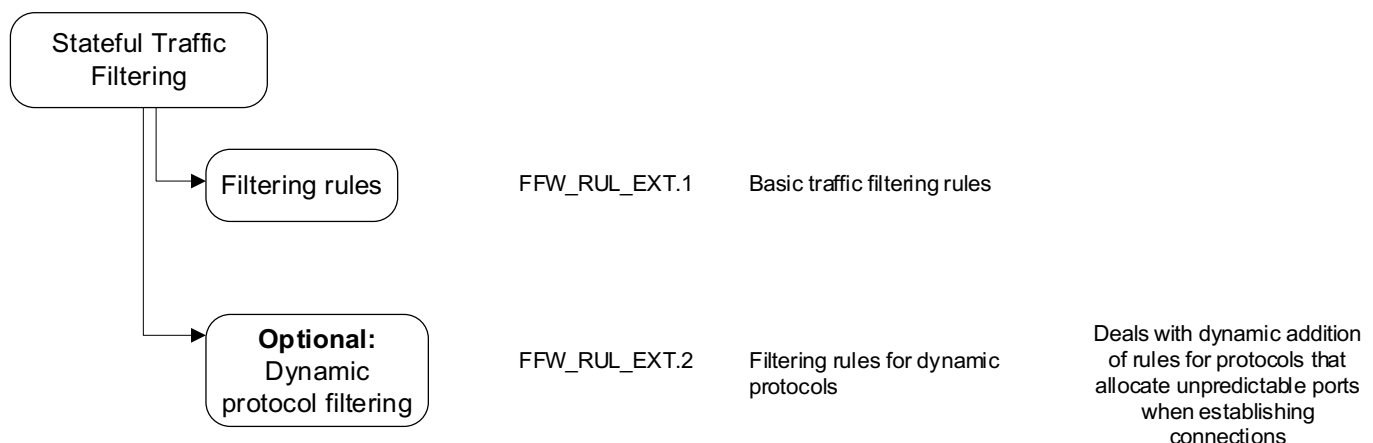 Stateful Traffic
Filtering
Filtering rules
FFW_RUL_EXT.1
Basic traffic filtering rules
Optional:
Dynamic
protocol filtering
FFW_RUL_EXT.2
Filtering rules for dynamic
protocols
Deals with dynamic addition
of rules for protocols that
allocate unpredictable ports
when establishing
connections